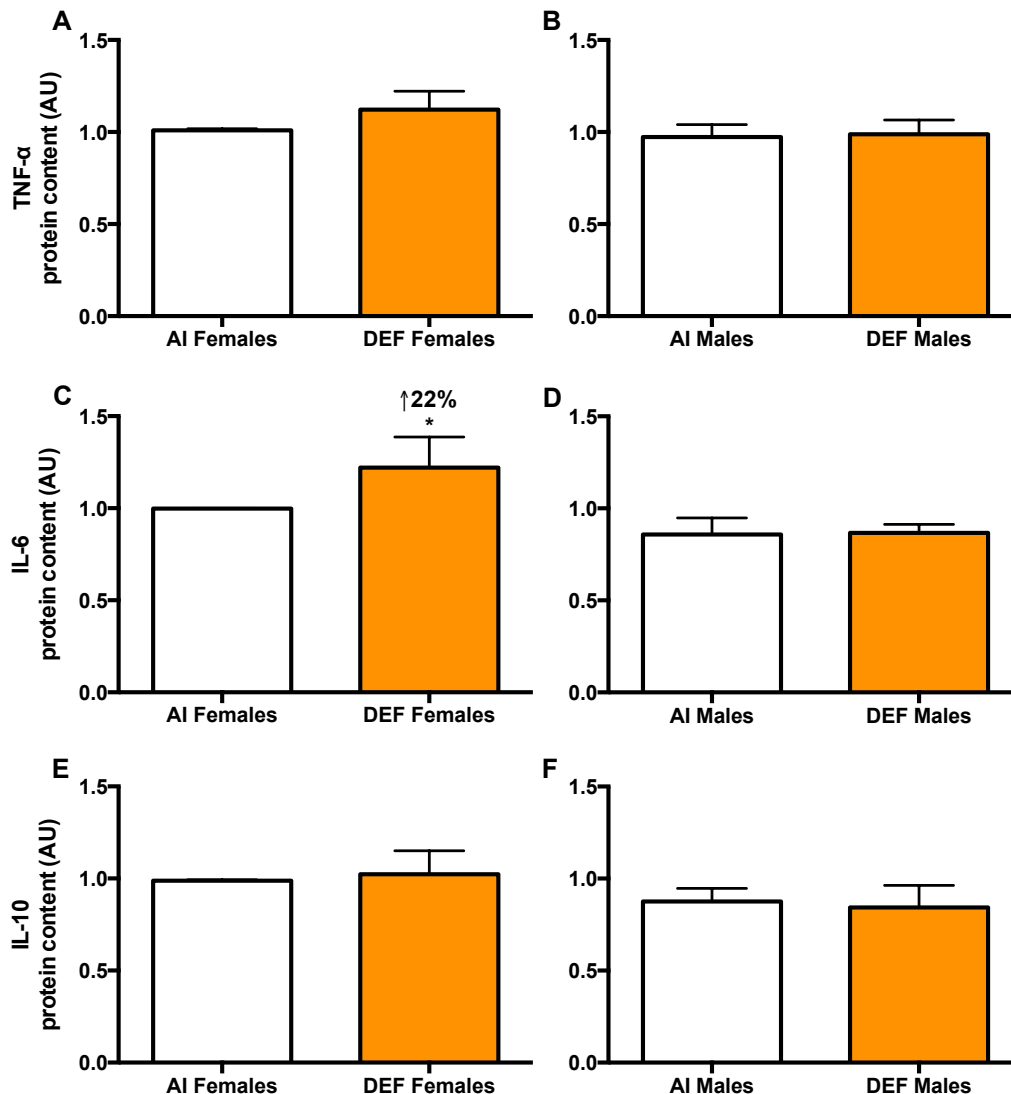 A
B
TNF-α
protein content (AU)
1.5
1.0
0.5
0.0
AI Females
DEF Females
1.5
1.0
0.5
0.0
AI Males
DEF Males
C
D
IL-6
protein content (AU)
1.5
1.0
0.5
0.0
↑22%
*
AI Females
DEF Females
1.5
1.0
0.5
0.0
AI Males
DEF Males
E
F
IL-10
protein content (AU)
1.5
1.0
0.5
0.0
AI Females
DEF Females
1.5
1.0
0.5
0.0
AI Males
DEF Males